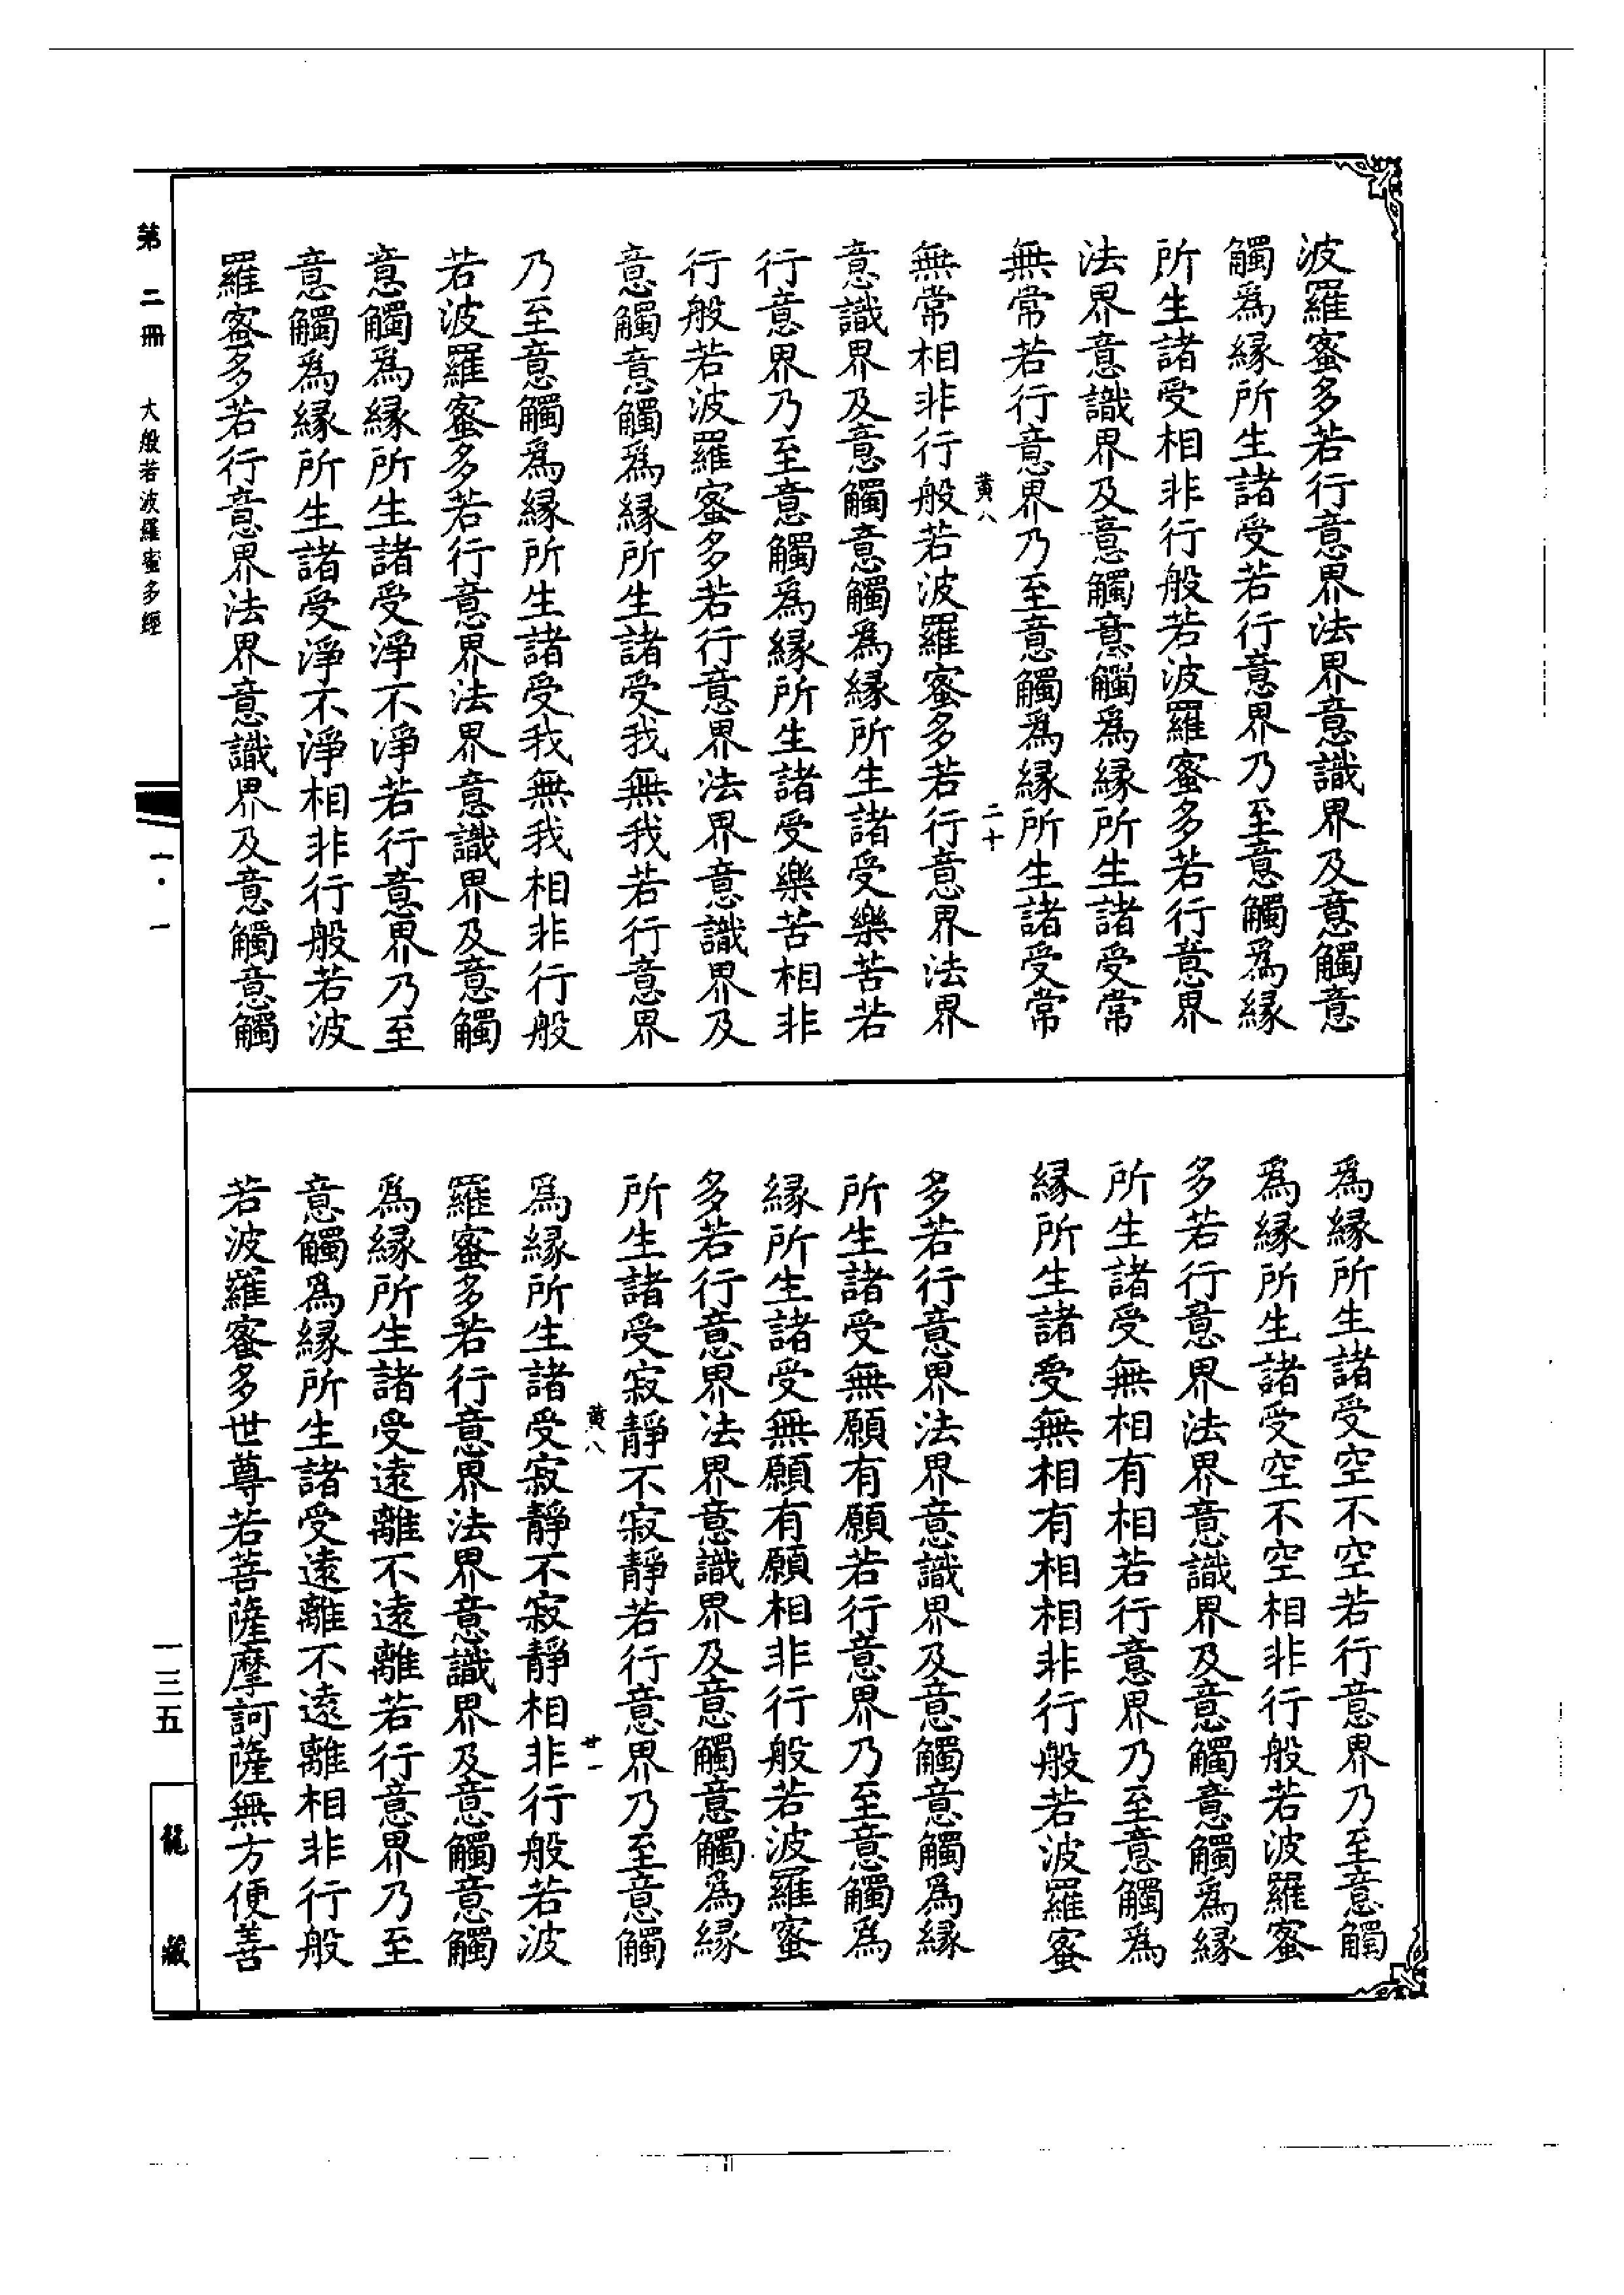 波羅蜜多若行意界法界意識界及意觸意
觸爲緣所生諸受若行意界乃至意觸爲緣
所生諸受相非行般若波羅蜜多若行意界
法界意識界及意觸意觸爲緣所生諸受常
無常若行意界乃至意觸爲緣所生諸受常
黃八 二十
無常相非行般若波羅蜜多若行意界法界
意識界及意觸意觸爲緣所生諸受樂苦若
行意界乃至意觸爲緣所生諸受樂苦相非
行般若波羅蜜多若行意界法界意識界及
意觸意觸爲緣所生諸受我無我若行意界
乃至意觸爲緣所生諸受我無我相非行般
若波羅蜜多若行意界法界意識界及意觸
意觸爲緣所生諸受淨不淨若行意界乃至
意觸爲緣所生諸受淨不淨相非行般若波
羅蜜多若行意界法界意識界及意觸意觸
爲緣所生諸受空不空若行意界乃至意觸
爲緣所生諸受空不空相非行般若波羅蜜
多若行意界法界意識界及意觸意觸爲緣
所生諸受無相有相若行意界乃至意觸爲
緣所生諸受無相有相相非行般若波羅蜜
多若行意界法界意識界及意觸意觸爲緣
所生諸受無願有願若行意界乃至意觸爲
緣所生諸受無願有願相非行般若波羅蜜
多若行意界法界意識界及意觸意觸爲緣
所生諸受寂靜不寂靜若行意界乃至意觸
黃八 廿一
爲緣所生諸受寂靜不寂靜相非行般若波
羅蜜多若行意界法界意識界及意觸意觸
爲緣所生諸受遠離不遠離若行意界乃至
意觸爲緣所生諸受遠離不遠離相非行般
若波羅蜜多世尊若菩薩摩訶薩無方便善
第二冊 大般若波羅蜜多經
一·一
一三五
龍藏